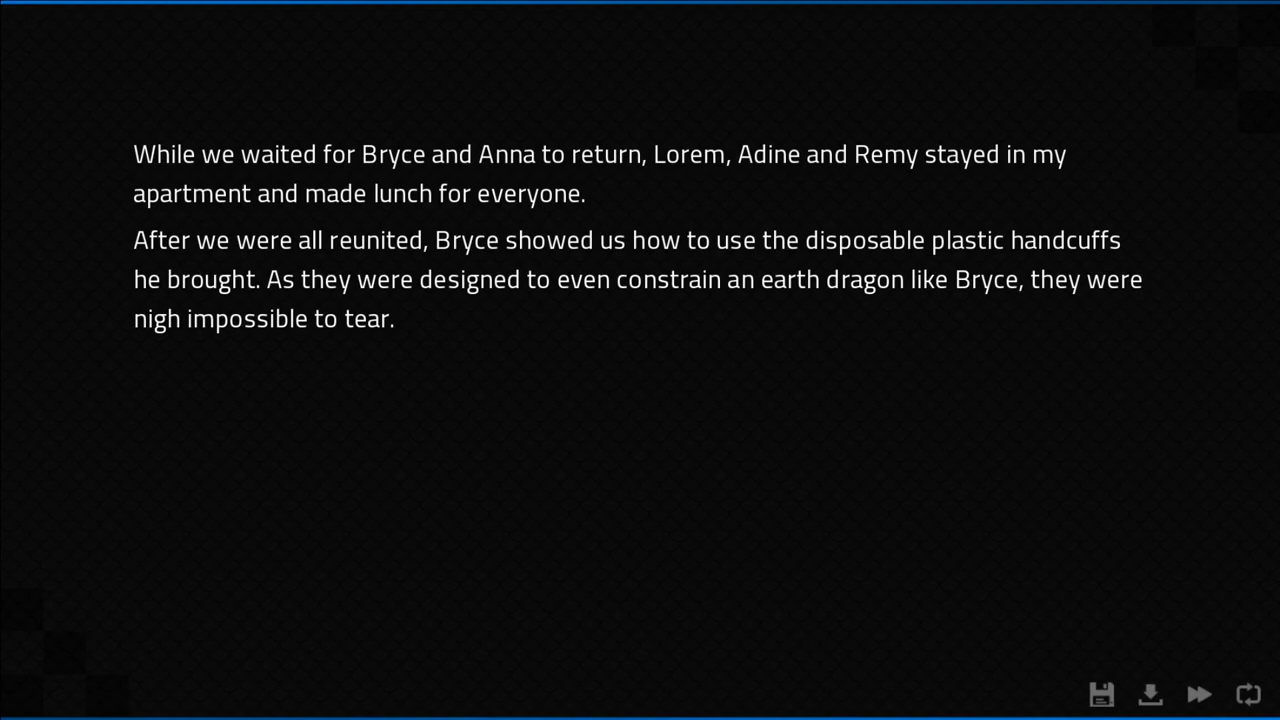 While we waited for Bryce and Anna to return, Lorem, Adine and Remy stayed in my
apartment and made lunch for everyone.
After we were all reunited, Bryce showed us how to use the disposable plastic handcuffs
he brought. As they were designed to even constrain an earth dragon like Bryce, they were
nigh impossible to tear.